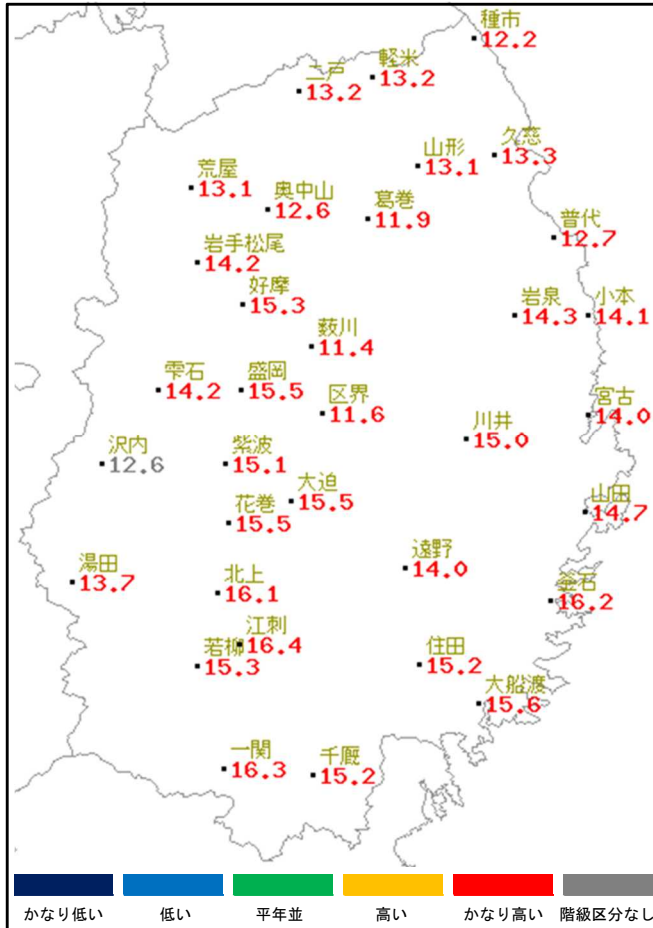 種市
12.2
軽米
13.2
二戸
13.2
久慈
13.3
山形
13.1
荒屋
13.1
奥中山
12.6
葛巻
11.9
普代
12.7
岩手松尾
14.2
好摩
15.3
岩泉
14.3
小本
14.1
薮川
11.4
雫石
14.2
盛岡
15.5
区界
11.6
宮古
14.0
川井
15.0
沢内
12.6
紫波
15.1
大迫
15.5
山田
14.7
花巻
15.5
遠野
14.0
湯田
13.7
北上
16.1
釜石
16.2
江刺
16.4
若柳
15.3
住田
15.2
大船渡
15.6
一関
16.3
千厩
15.2
かなり低い
低い
平年並
高い
かなり高い
階級区分なし